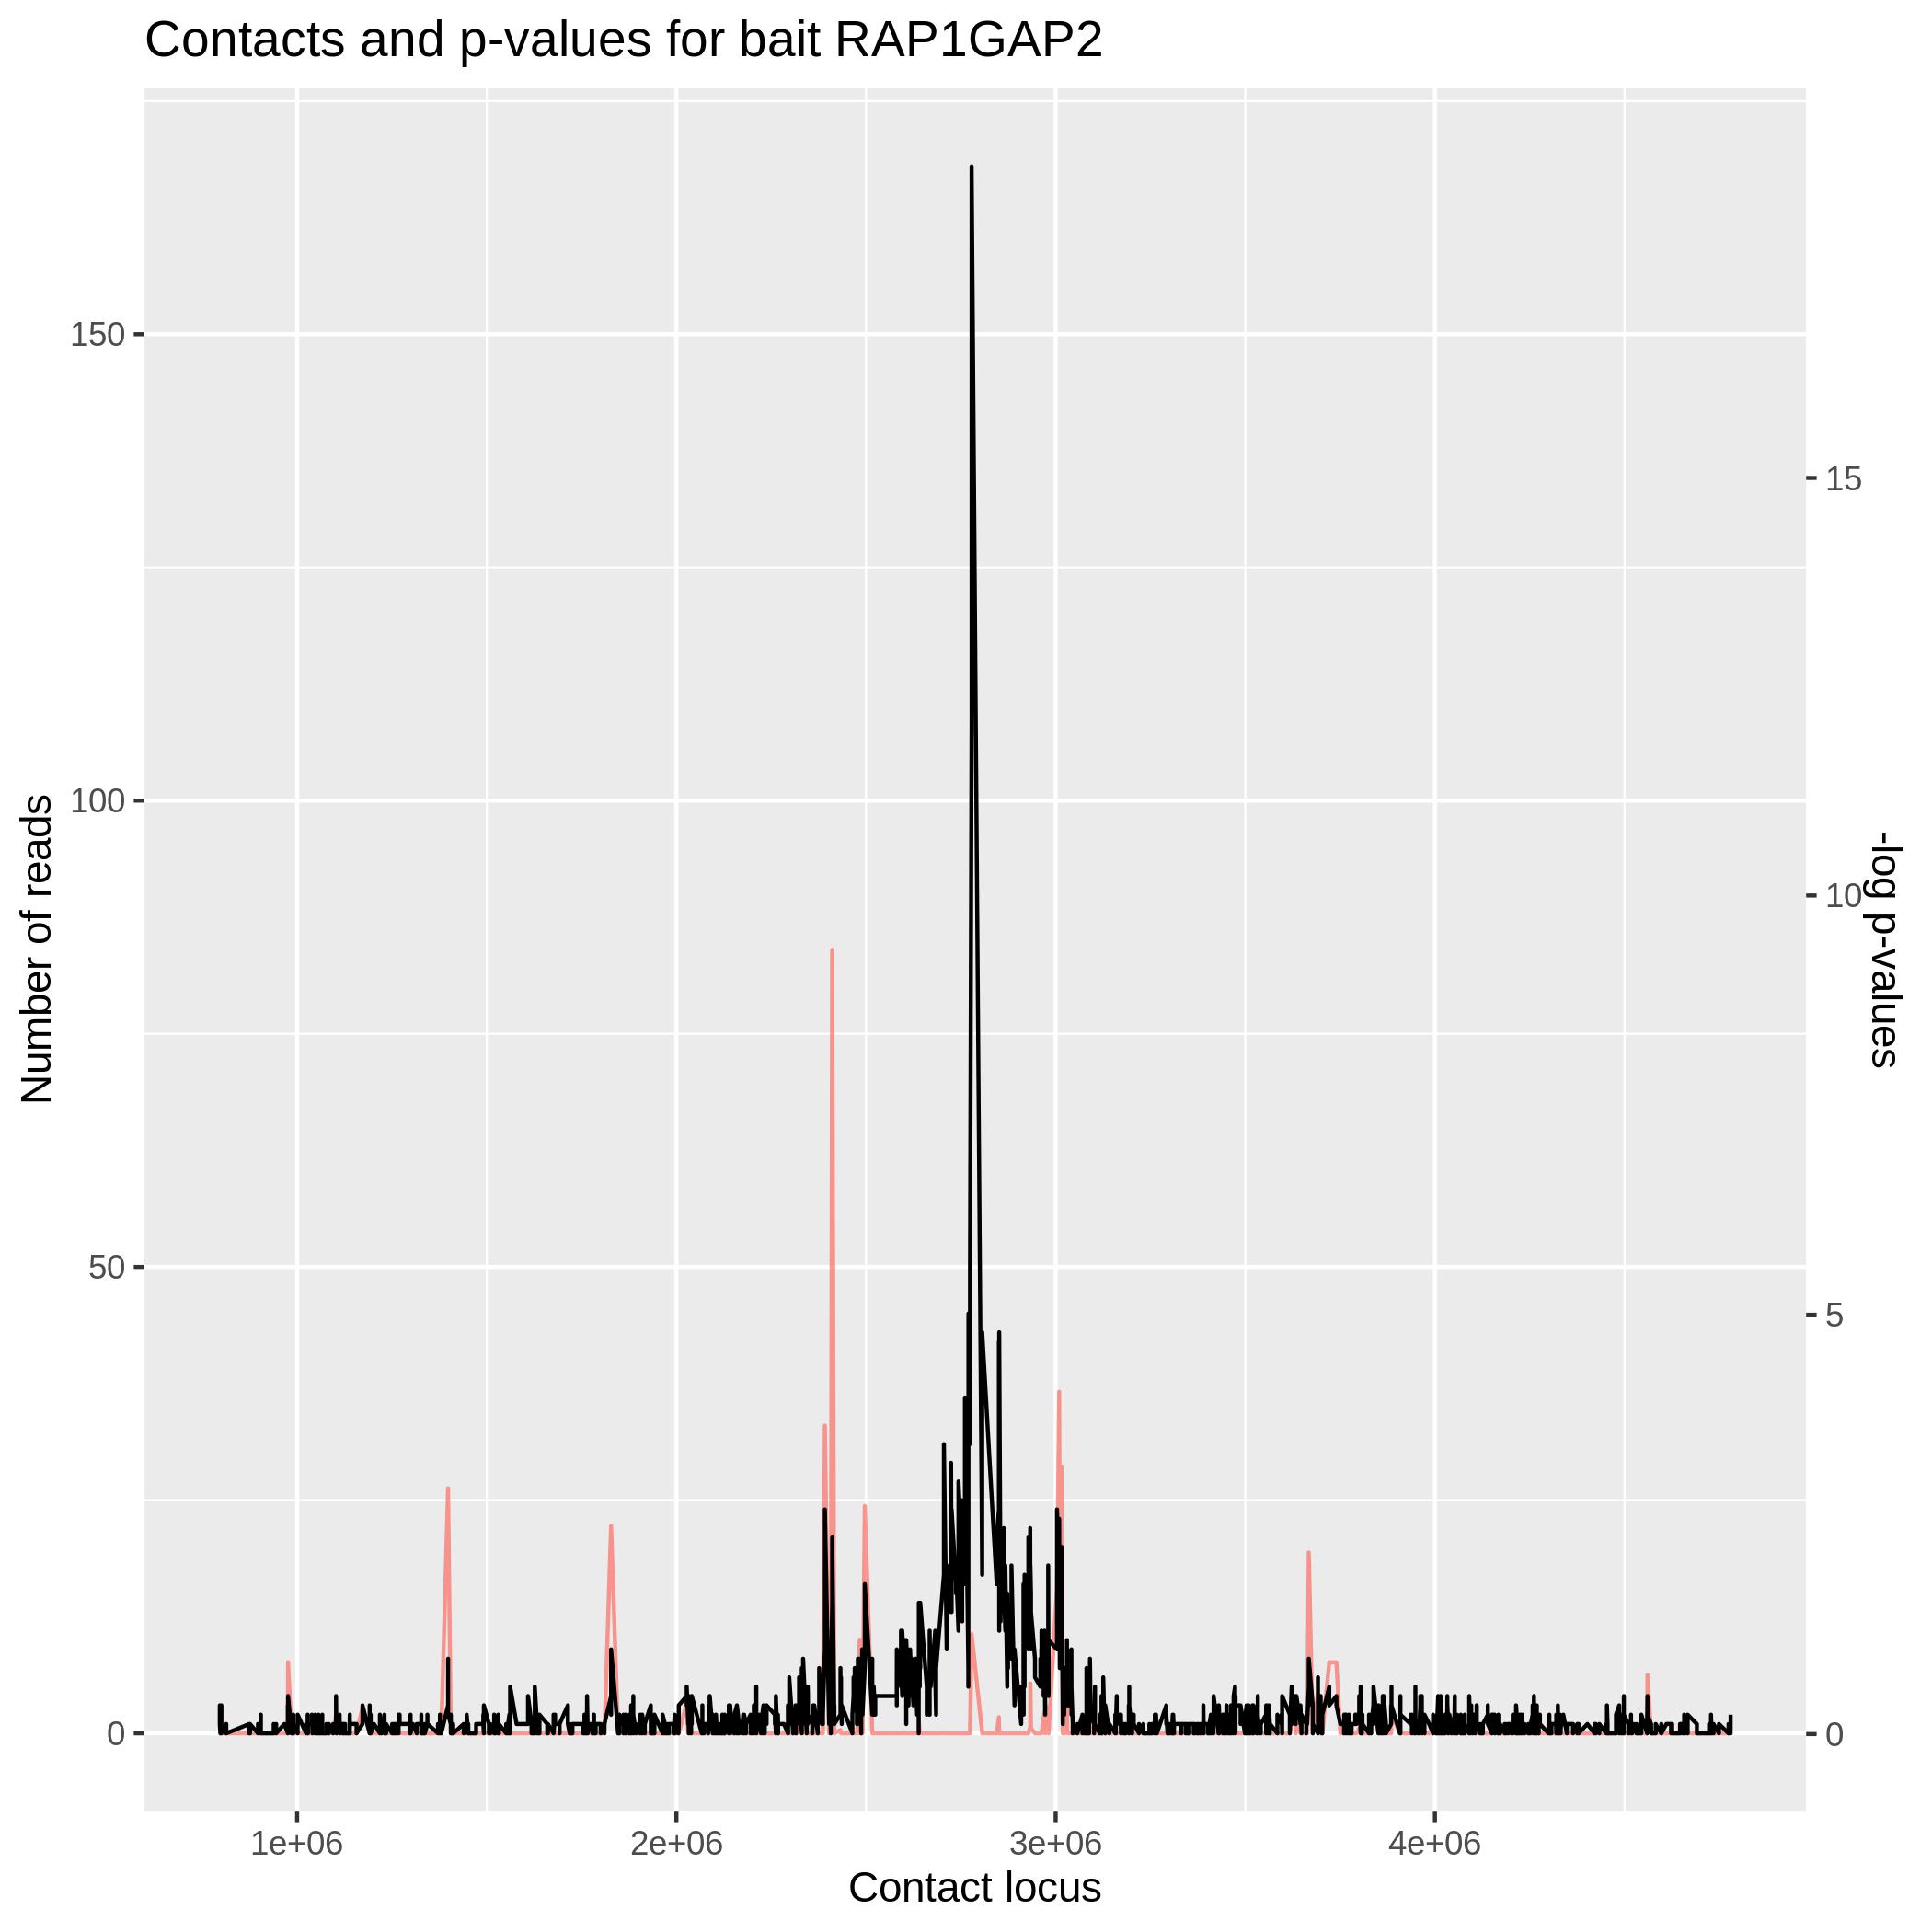 Contacts and p-values for bait RAP1GAP2
150
100
50
0
15
10
5
0
Number of reads
-log p-values
1e+06 2e+06 3e+06 4e+06
Contact locus